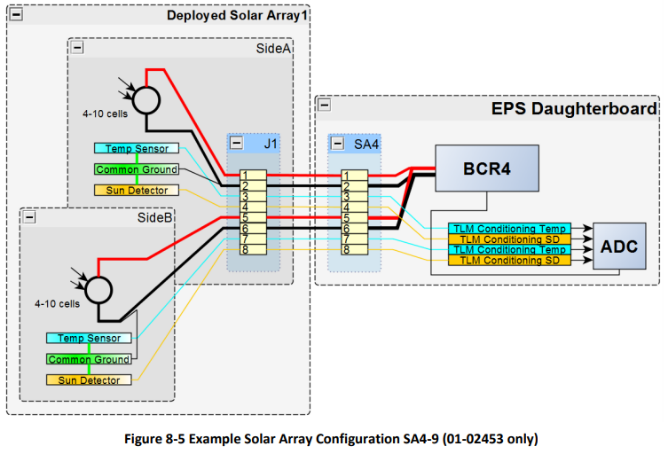 Deployed Solar Array1
SideA
4-10 cells
Temp Sensor
Common Ground
Sun Detector
J1
1
2
3
4
5
6
7
8
SideB
4-10 cells
Temp Sensor
Common Ground
Sun Detector
EPS Daughterboard
SA4
1
2
3
4
5
6
7
8
BCR4
TLM Conditioning Temp
TLM Conditioning SD
TLM Conditioning Temp
TLM Conditioning SD
ADC
Figure 8-5 Example Solar Array Configuration SA4-9 (01-02453 only)